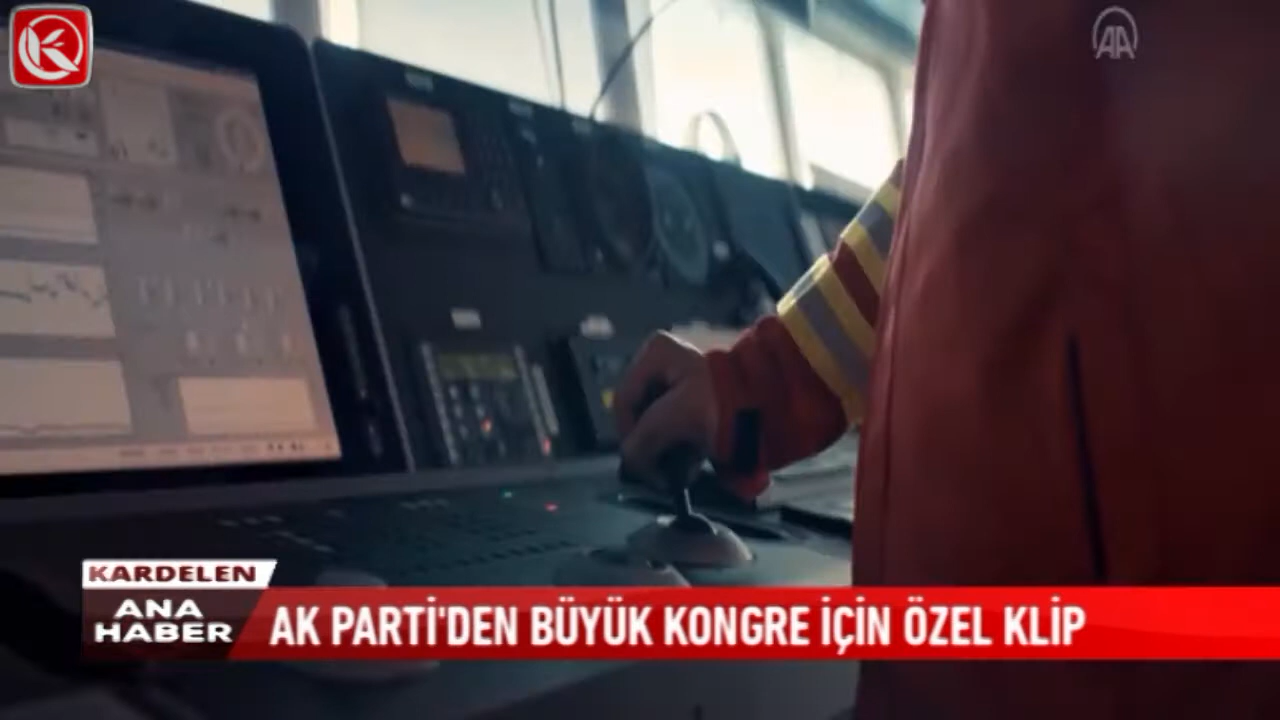 AA
KARDELEN
ANA
HABER
AK PARTİ'DEN BÜYÜK KONGRE İÇİN ÖZEL KLİP